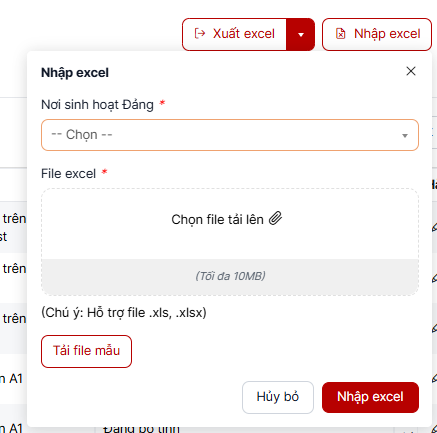 Xuất excel
Nhập excel
Nhập excel
Nơi sinh hoạt Đảng *
-- Chọn --
File excel *
Chọn file tải lên
(Tối đa 10MB)
(Chú ý: Hỗ trợ file .xls, .xlsx)
Tải file mẫu
Hủy bỏ
Nhập excel
trên
st
trên
trên
n A1
n A1
Đảng bộ tỉnh